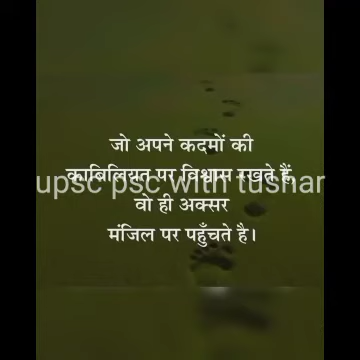 जो अपने कदमों की
काबिलियत पर विश्वास रखते हैं,
upsc psc with tushar
वो ही अक्सर
मंजिल पर पहुँचते है।